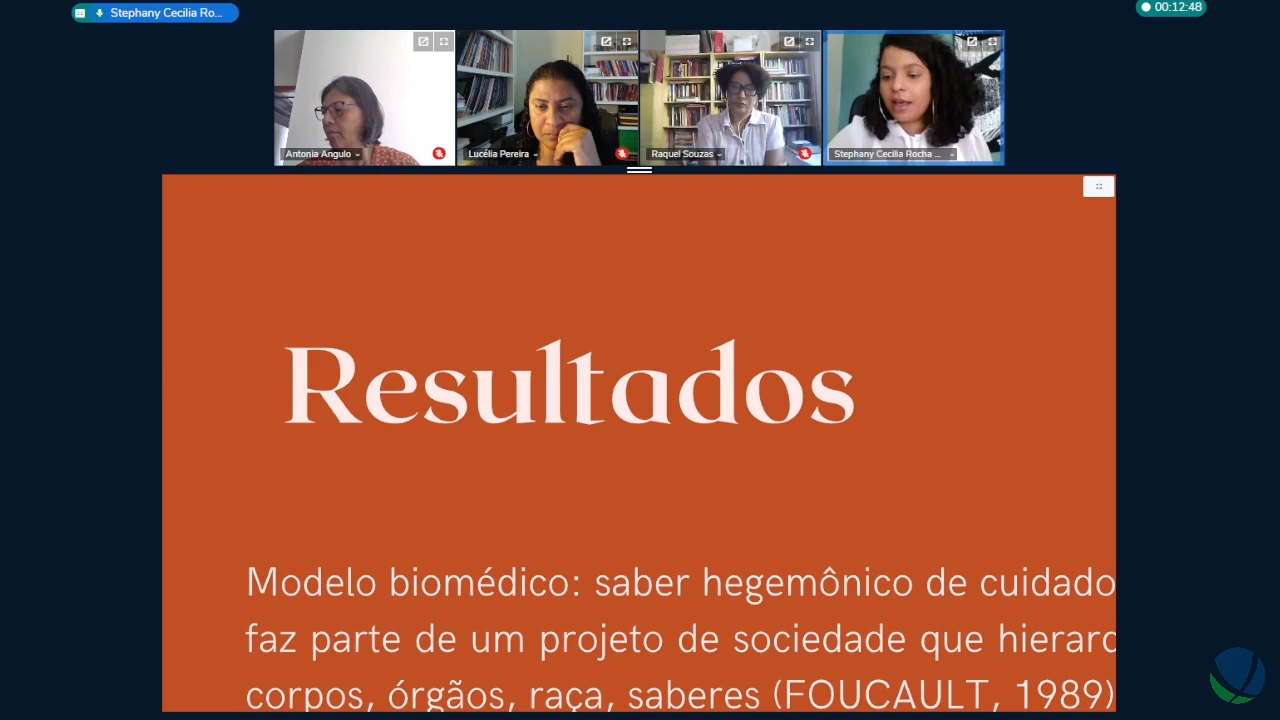 Stephany Cecilia Ro...
00:12:48
Antonia Angulo
Lucélia Pereira
Raquel Souzas
Stephany Cecilia Rocha ...
Resultados
Modelo biomédico: saber hegemônico de cuidado
faz parte de um projeto de sociedade que hierarc
corpos, órgãos, raça, saberes (FOUCAULT, 1989)